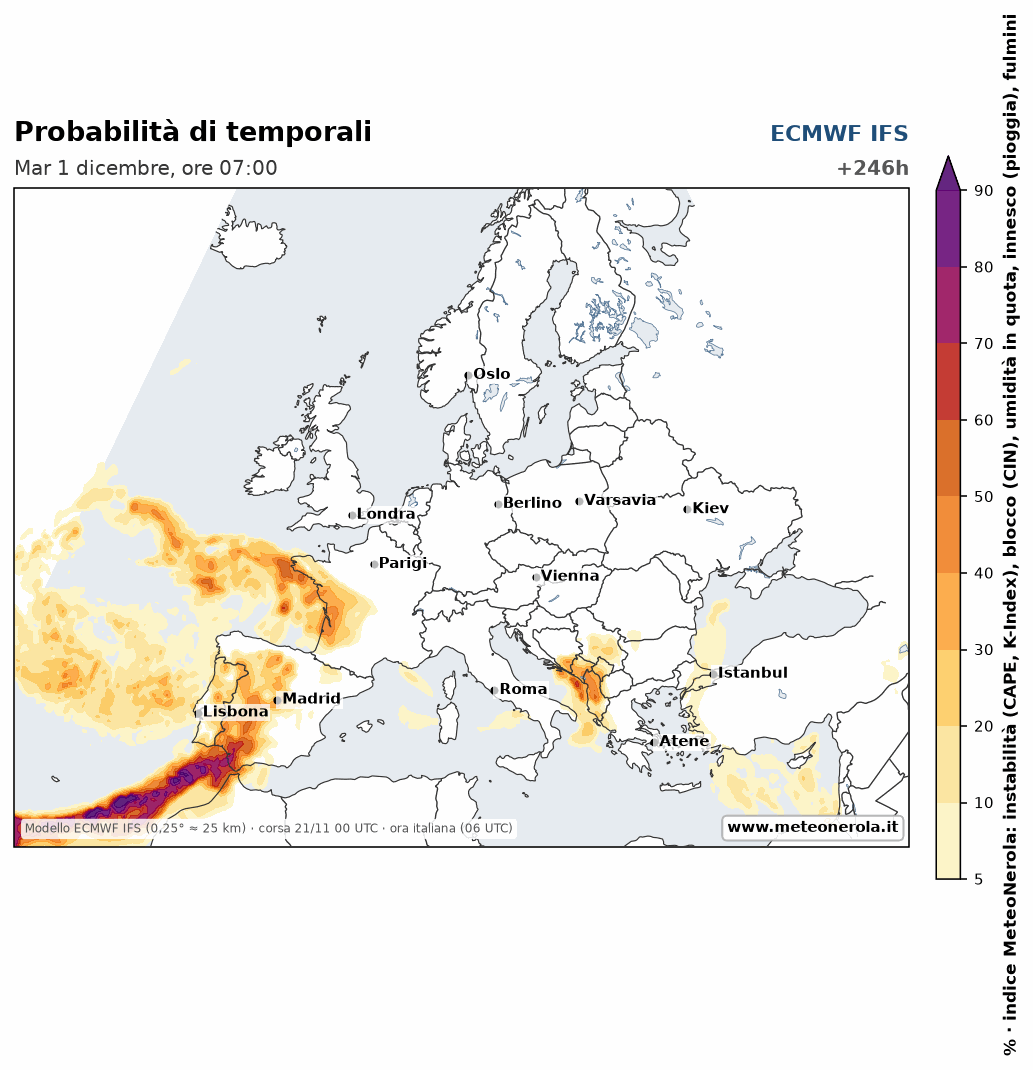 Probabilità di temporali
ECMWF IFS
Mar 1 dicembre, ore 07:00
+246h
Oslo
Londra
Berlino
Varsavia
Kiev
Parigi
Vienna
Istanbul
Roma
Madrid
Lisbona
Atene
Modello ECMWF IFS (0,25° ≈ 25 km) · corsa 21/11 00 UTC · ora italiana (06 UTC)
www.meteonerola.it
90
80
70
60
50
40
30
20
10
5
% · indice MeteoNerola: instabilità (CAPE, K-Index), blocco (CIN), umidità in quota, innesco (pioggia), fulmini